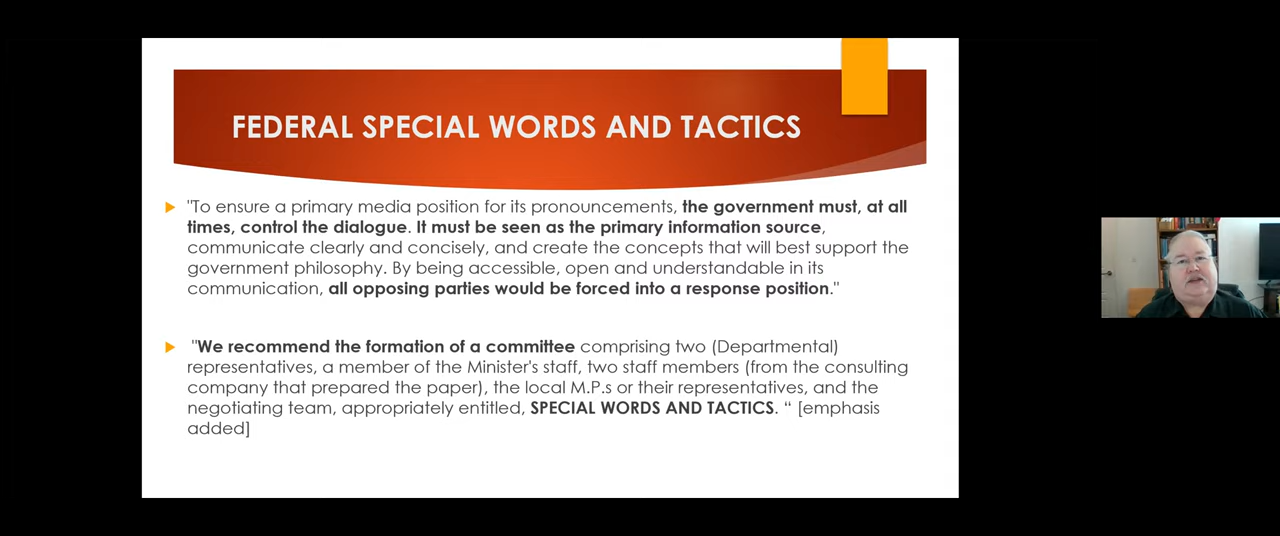 FEDERAL SPECIAL WORDS AND TACTICS
"To ensure a primary media position for its pronouncements, the government must, at all
times, control the dialogue. It must be seen as the primary information source,
communicate clearly and concisely, and create the concepts that will best support the
government philosophy. By being accessible, open and understandable in its
communication, all opposing parties would be forced into a response position."
"We recommend the formation of a committee comprising two (Departmental)
representatives, a member of the Minister's staff, two staff members (from the consulting
company that prepared the paper), the local M.P.s or their representatives, and the
negotiating team, appropriately entitled, SPECIAL WORDS AND TACTICS. “ [emphasis
added]